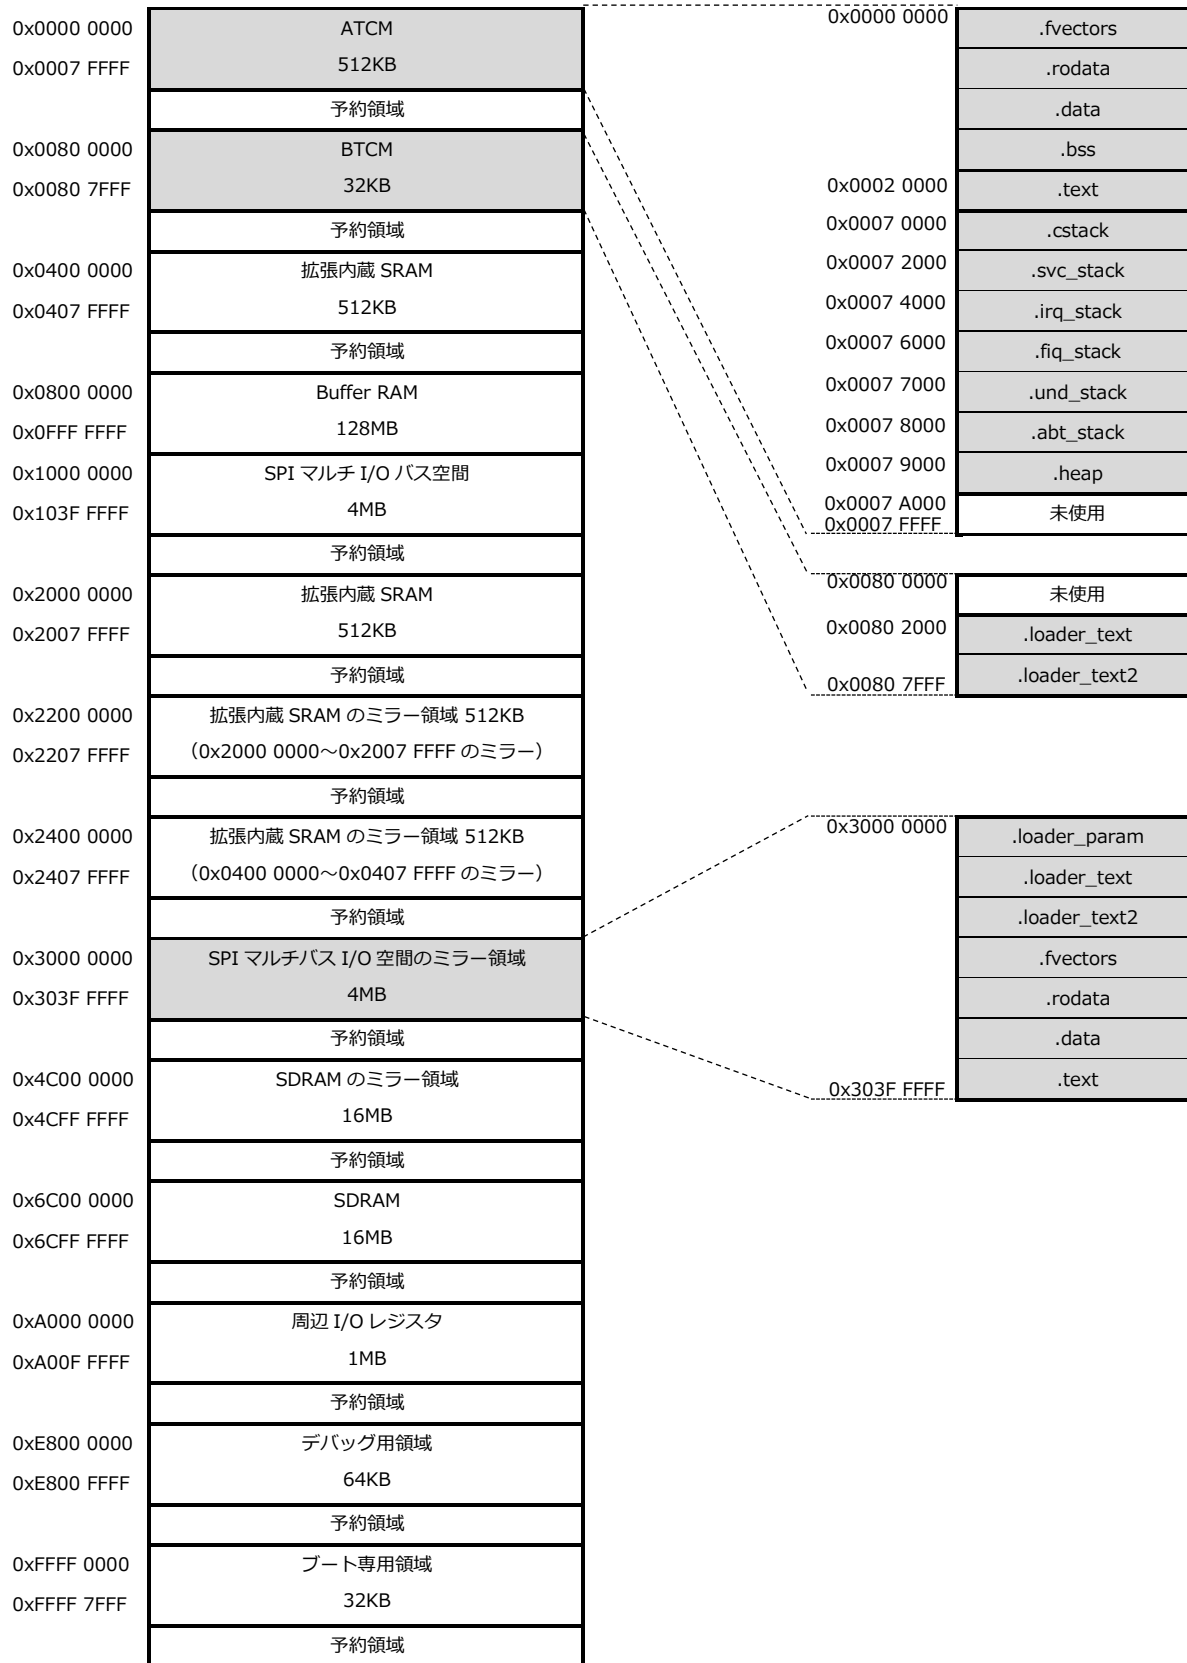 0x0000 0000
ATCM
0x0007 FFFF
512KB
予約領域
0x0080 0000
BTCM
0x0080 7FFF
32KB
予約領域
0x0400 0000
拡張内蔵 SRAM
0x0407 FFFF
512KB
予約領域
0x0800 0000
Buffer RAM
0x0FFF FFFF
128MB
0x1000 0000
SPI マルチ I/O バス空間
0x103F FFFF
4MB
予約領域
0x2000 0000
拡張内蔵 SRAM
0x2007 FFFF
512KB
予約領域
0x2200 0000
拡張内蔵 SRAM のミラー領域 512KB
0x2207 FFFF
（0x2000 0000～0x2007 FFFF のミラー）
予約領域
0x2400 0000
拡張内蔵 SRAM のミラー領域 512KB
0x2407 FFFF
（0x0400 0000～0x0407 FFFF のミラー）
予約領域
0x3000 0000
SPI マルチバス I/O 空間のミラー領域
0x303F FFFF
4MB
予約領域
0x4C00 0000
SDRAM のミラー領域
0x4CFF FFFF
16MB
予約領域
0x6C00 0000
SDRAM
0x6CFF FFFF
16MB
予約領域
0xA000 0000
周辺 I/O レジスタ
0xA00F FFFF
1MB
予約領域
0xE800 0000
デバッグ用領域
0xE800 FFFF
64KB
予約領域
0xFFFF 0000
ブート専用領域
0xFFFF 7FFF
32KB
予約領域
0x0000 0000
.fvectors
.rodata
.data
.bss
0x0002 0000
.text
0x0007 0000
.cstack
0x0007 2000
.svc_stack
0x0007 4000
.irq_stack
0x0007 6000
.fiq_stack
0x0007 7000
.und_stack
0x0007 8000
.abt_stack
0x0007 9000
.heap
0x0007 A000
未使用
0x0007 FFFF
0x0080 0000
未使用
0x0080 2000
.loader_text
.loader_text2
0x0080 7FFF
0x3000 0000
.loader_param
.loader_text
.loader_text2
.fvectors
.rodata
.data
.text
0x303F FFFF